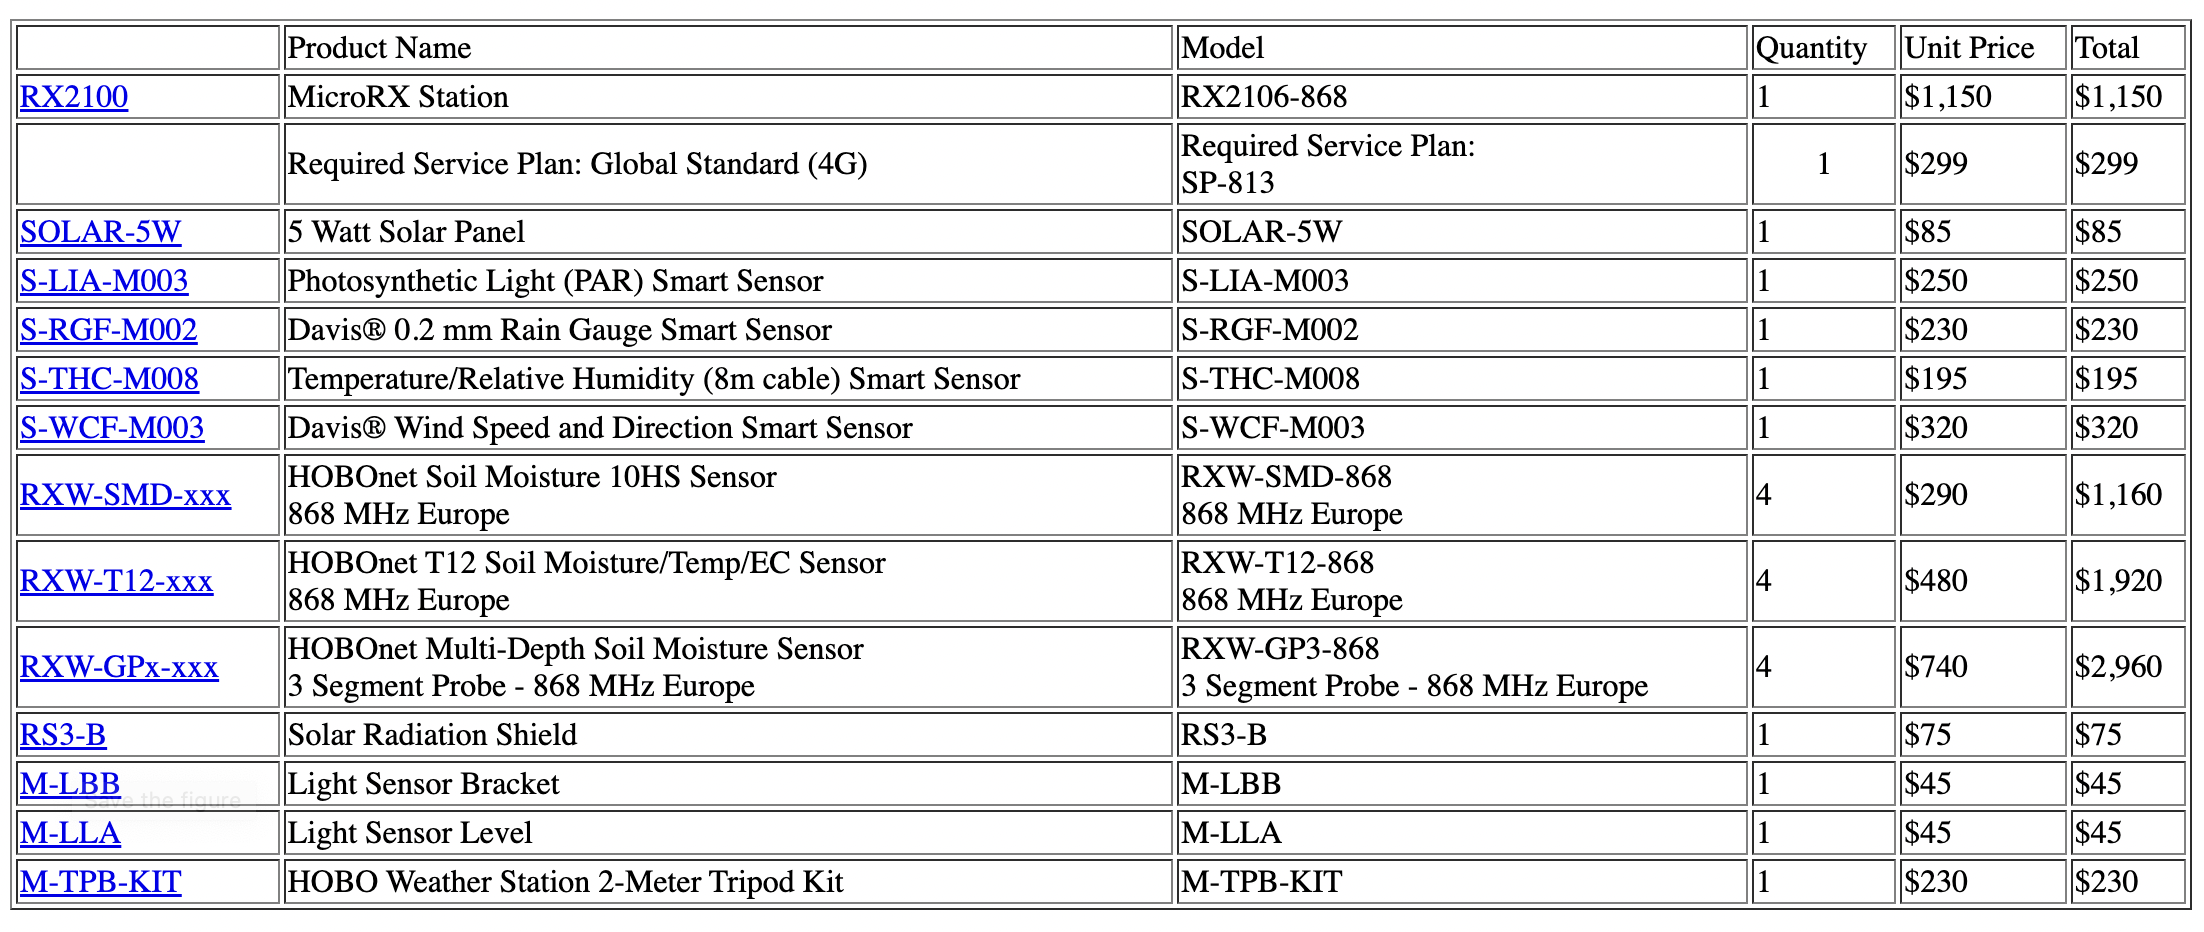 Product Name Model Quantity Unit Price Total
RX2100 MicroRX Station RX2106-868 1 $1,150 $1,150
Required Service Plan: Global Standard (4G) Required Service Plan:
SP-813 1 $299 $299
SOLAR-5W 5 Watt Solar Panel SOLAR-5W 1 $85 $85
S-LIA-M003 Photosynthetic Light (PAR) Smart Sensor S-LIA-M003 1 $250 $250
S-RGF-M002 Davis® 0.2 mm Rain Gauge Smart Sensor S-RGF-M002 1 $230 $230
S-THC-M008 Temperature/Relative Humidity (8m cable) Smart Sensor S-THC-M008 1 $195 $195
S-WCF-M003 Davis® Wind Speed and Direction Smart Sensor S-WCF-M003 1 $320 $320
RXW-SMD-xxx HOBOnet Soil Moisture 10HS Sensor
868 MHz Europe RXW-SMD-868
868 MHz Europe 4 $290 $1,160
RXW-T12-xxx HOBOnet T12 Soil Moisture/Temp/EC Sensor
868 MHz Europe RXW-T12-868
868 MHz Europe 4 $480 $1,920
RXW-GPx-xxx HOBOnet Multi-Depth Soil Moisture Sensor
3 Segment Probe - 868 MHz Europe RXW-GP3-868
3 Segment Probe - 868 MHz Europe 4 $740 $2,960
RS3-B Solar Radiation Shield RS3-B 1 $75 $75
M-LBB Light Sensor Bracket M-LBB 1 $45 $45
Save the figure
M-LLA Light Sensor Level M-LLA 1 $45 $45
M-TPB-KIT HOBO Weather Station 2-Meter Tripod Kit M-TPB-KIT 1 $230 $230